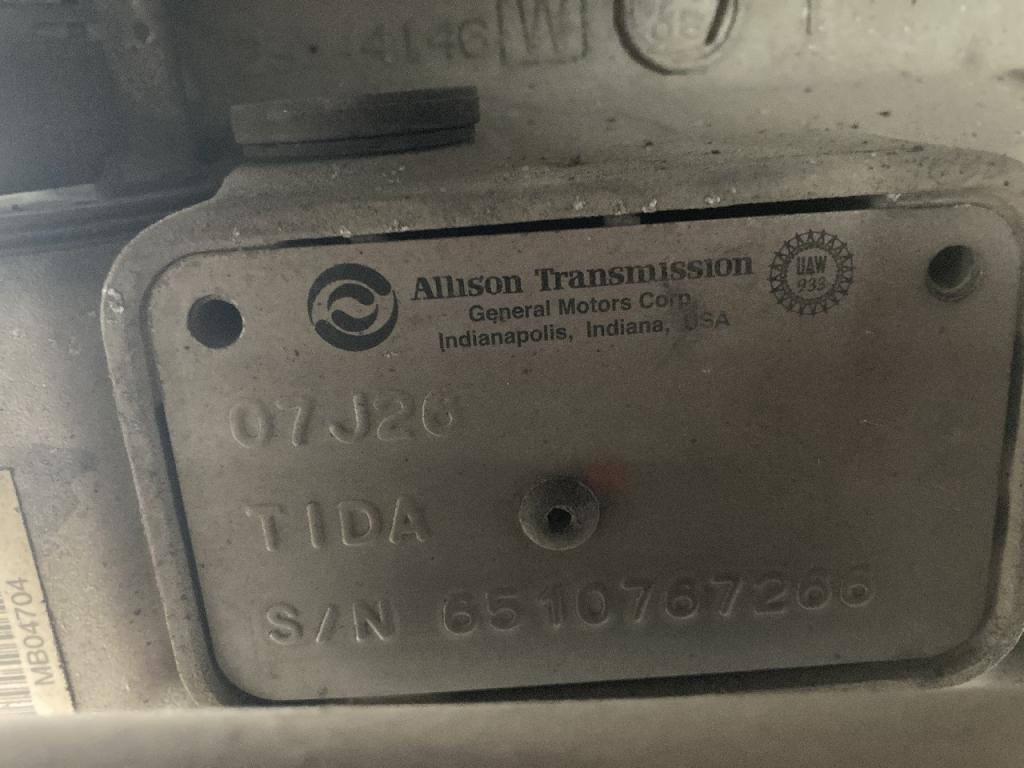 4146 W
Allison Transmission
General Motors Corp.
Indianapolis, Indiana, USA
UAW
933
07J26
TIDA
S/N 6510767266
MB04704